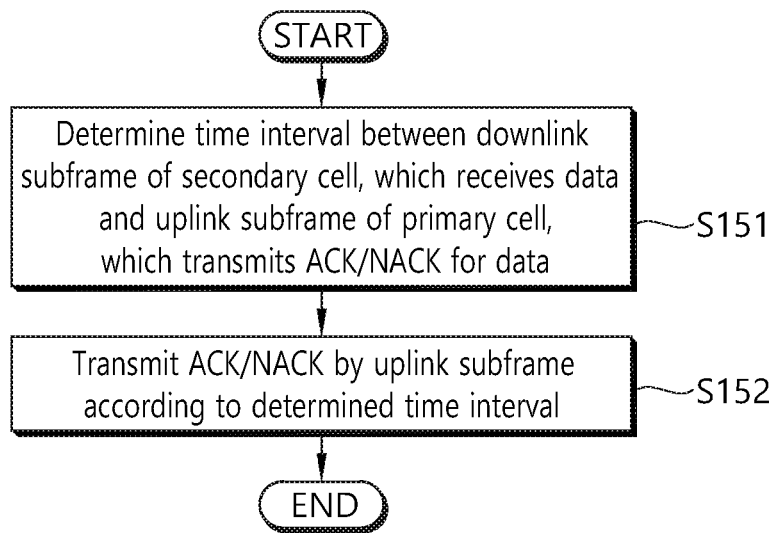 START
Determine time interval between downlink
subframe of secondary cell, which receives data
and uplink subframe of primary cell,
which transmits ACK/NACK for data
S151
Transmit ACK/NACK by uplink subframe
according to determined time interval
S152
END